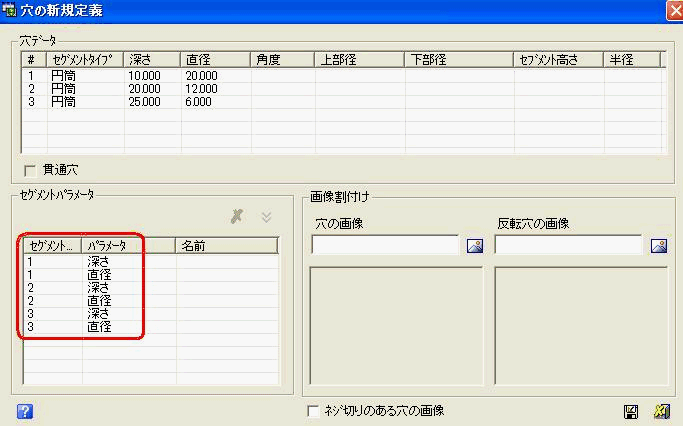 穴の新規定義
穴データ
# ｾｸﾞﾒﾝﾄﾀｲﾌﾟ 深さ 直径 角度 上部径 下部径 ｾﾌﾞﾒﾝﾄ高さ 半径
1 円筒 10.000 20.000
2 円筒 20.000 12.000
3 円筒 25.000 6.000
貫通穴
ｾｸﾞﾒﾝﾄﾊﾟﾗﾒｰﾀ
ｾｸﾞﾒﾝﾄ... ﾊﾟﾗﾒｰﾀ 名前
1 深さ
1 直径
2 深さ
2 直径
3 深さ
3 直径
画像割付け
穴の画像 反転穴の画像
ネジ切りのある穴の画像
?